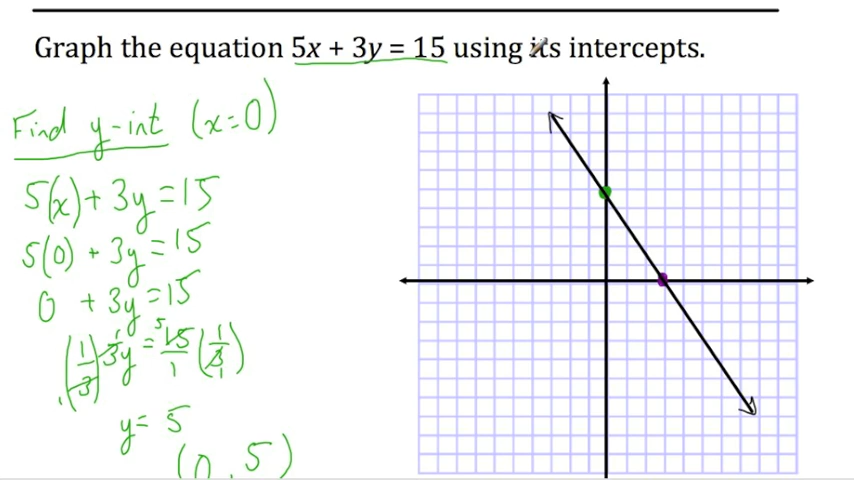 Graph the equation 5x + 3y = 15 using its intercepts.
Find y-int (x=0)
5(x) + 3y = 15
5(0) + 3y = 15
0 + 3y = 15
(1/3) 3y = 15/1 (1/3)
y = 5
(0, 5)